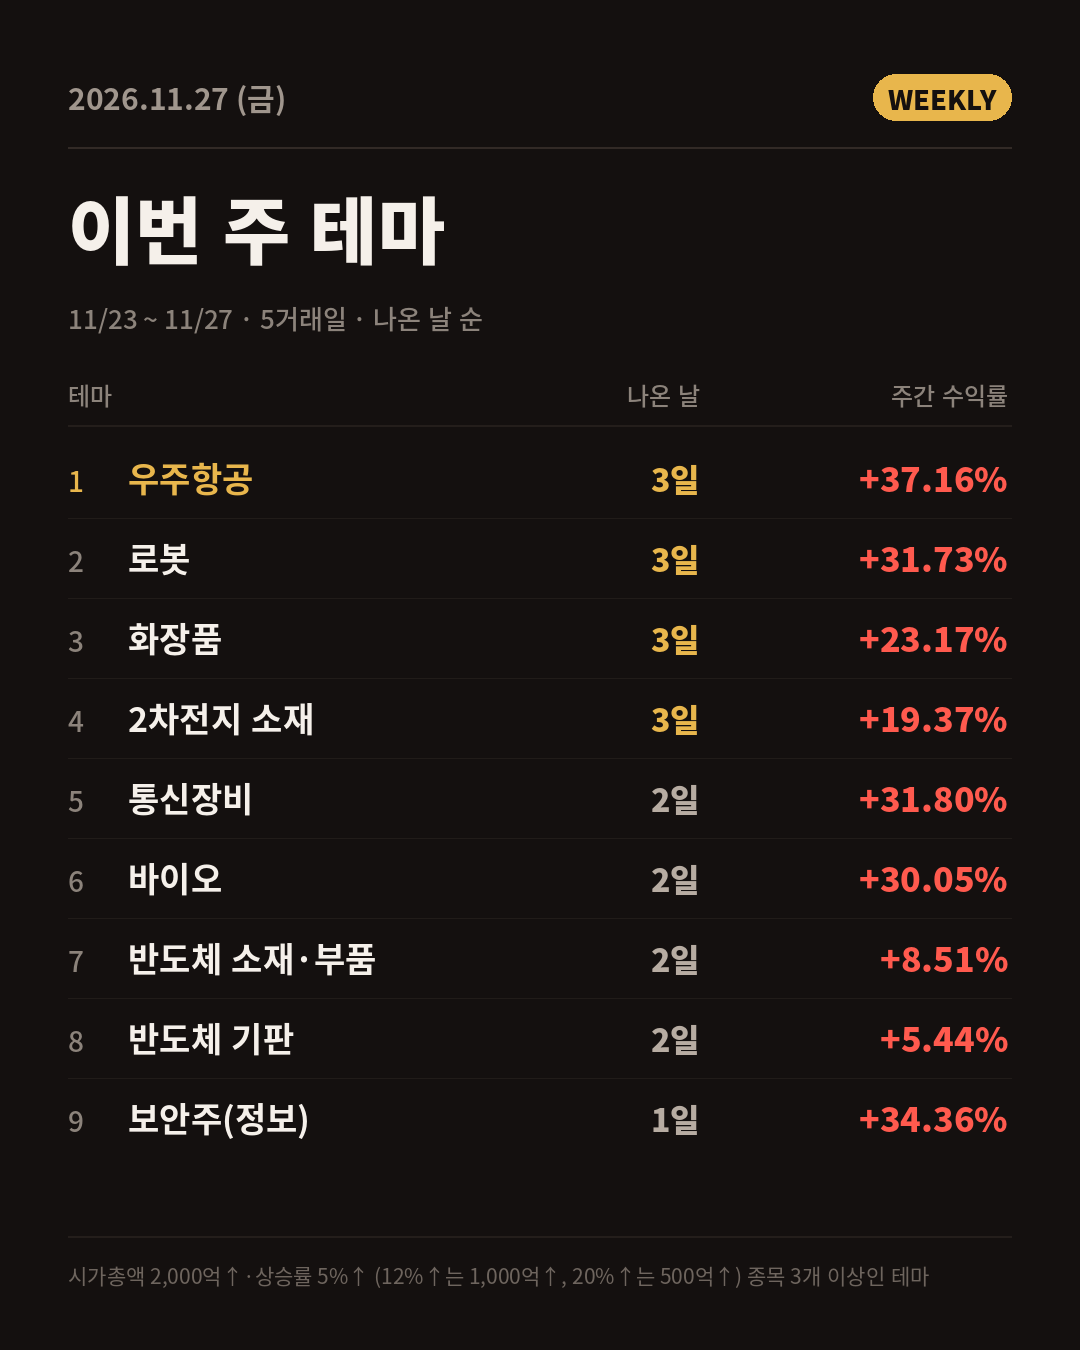 2026.11.27 (금)
WEEKLY
이번 주 테마
11/23 ~ 11/27 · 5거래일 · 나온 날 순
테마 나온 날 주간 수익률
1 우주항공 3일 +37.16%
2 로봇 3일 +31.73%
3 화장품 3일 +23.17%
4 2차전지 소재 3일 +19.37%
5 통신장비 2일 +31.80%
6 바이오 2일 +30.05%
7 반도체 소재·부품 2일 +8.51%
8 반도체 기판 2일 +5.44%
9 보안주(정보) 1일 +34.36%
시가총액 2,000억↑·상승률 5%↑ (12%↑는 1,000억↑, 20%↑는 500억↑) 종목 3개 이상인 테마